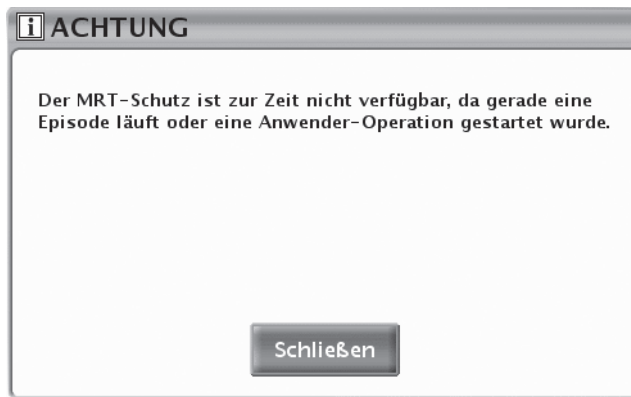 i ACHTUNG
Der MRT-Schutz ist zur Zeit nicht verfügbar, da gerade eine
Episode läuft oder eine Anwender-Operation gestartet wurde.
Schließen